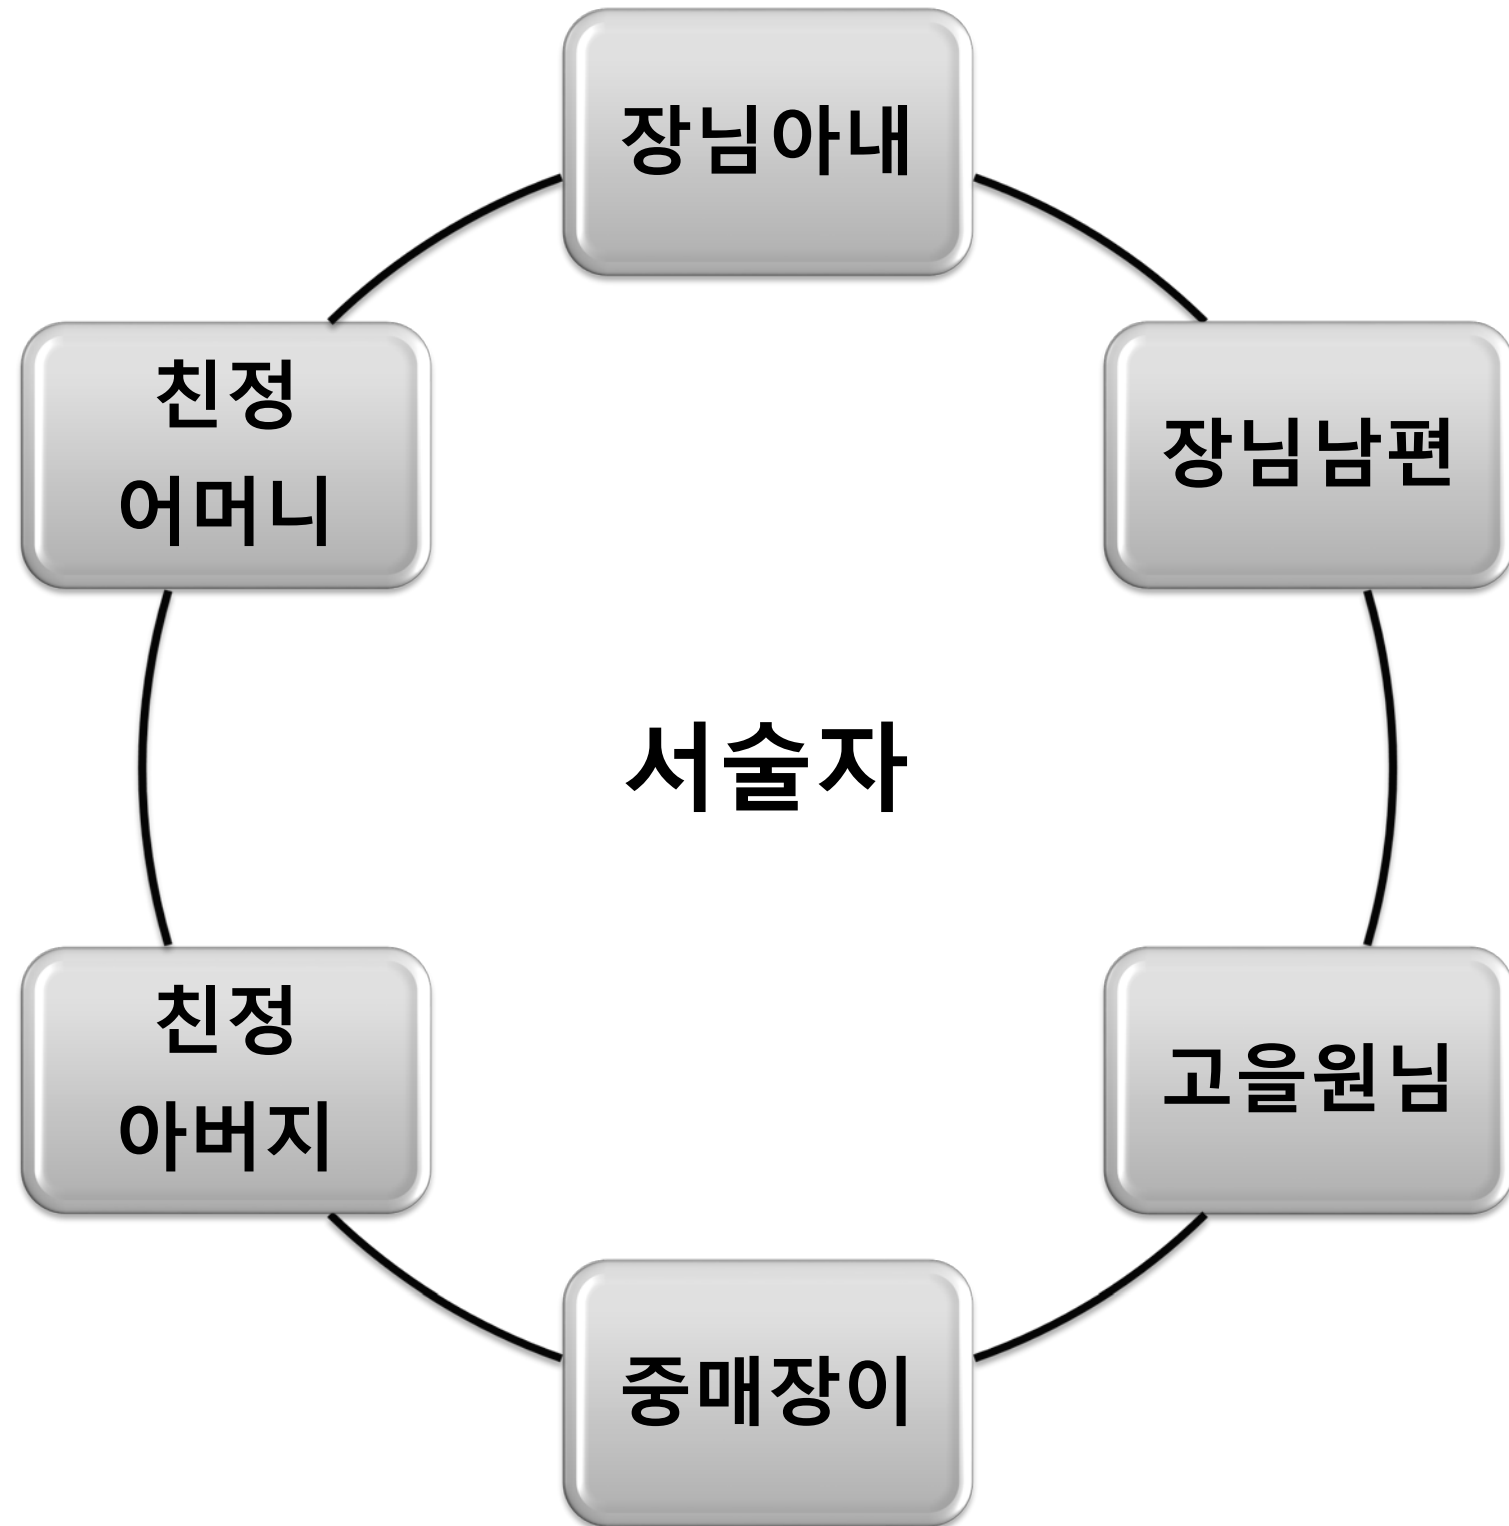 장님아내
친정
어머니
장님남편
서술자
친정
아버지
고을원님
중매장이